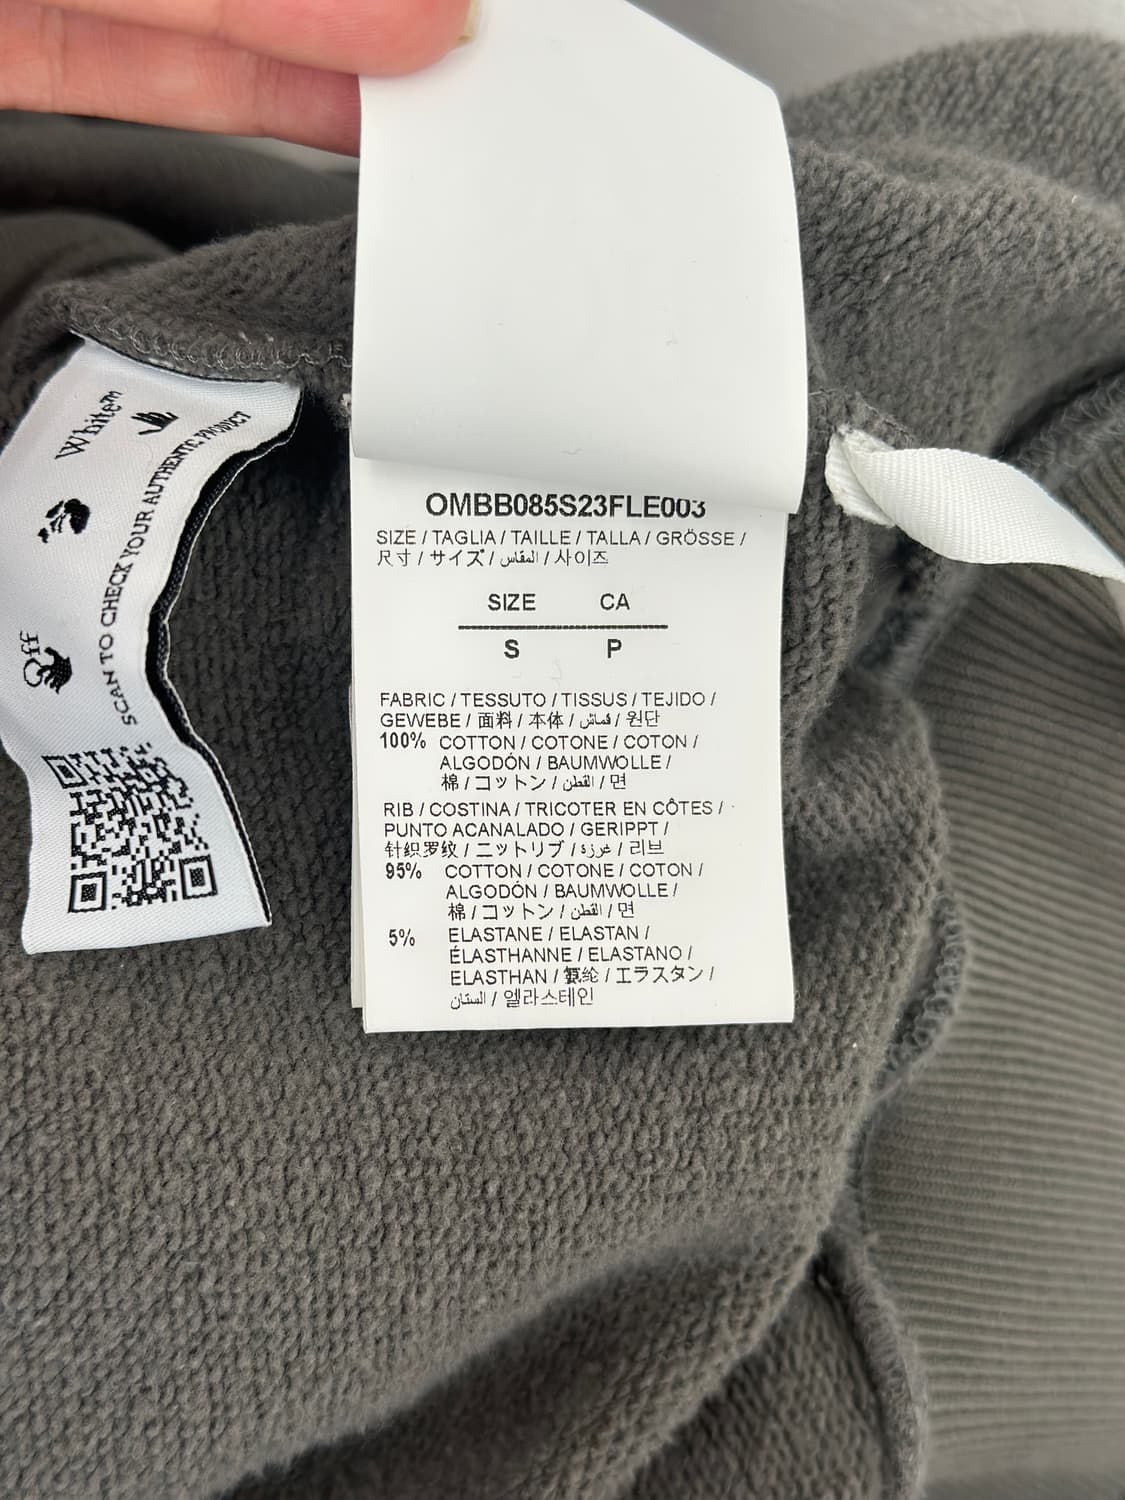 Off White™
SCAN TO CHECK YOUR AUTHENTIC PRODUCT
OMBB085S23FLE003
SIZE / TAGLIA / TAILLE / TALLA / GRÖSSE /
尺寸 / サイズ / المقاس / 사이즈
SIZE CA
S P
FABRIC / TESSUTO / TISSUS / TEJIDO /
GEWEBE / 面料 / 本体 / قماش / 원단
100% COTTON / COTONE / COTON /
ALGODÓN / BAUMWOLLE /
棉 / コットン / القطن / 면
RIB / COSTINA / TRICOTER EN CÔTES /
PUNTO ACANALADO / GERIPPT /
针织罗纹 / ニットリブ / غرزة / 리브
95% COTTON / COTONE / COTON /
ALGODÓN / BAUMWOLLE /
棉 / コットン / القطن / 면
5% ELASTANE / ELASTAN /
ÉLASTHANNE / ELASTANO /
ELASTHAN / 氨纶 / エラスタン /
الستان / 엘라스테인